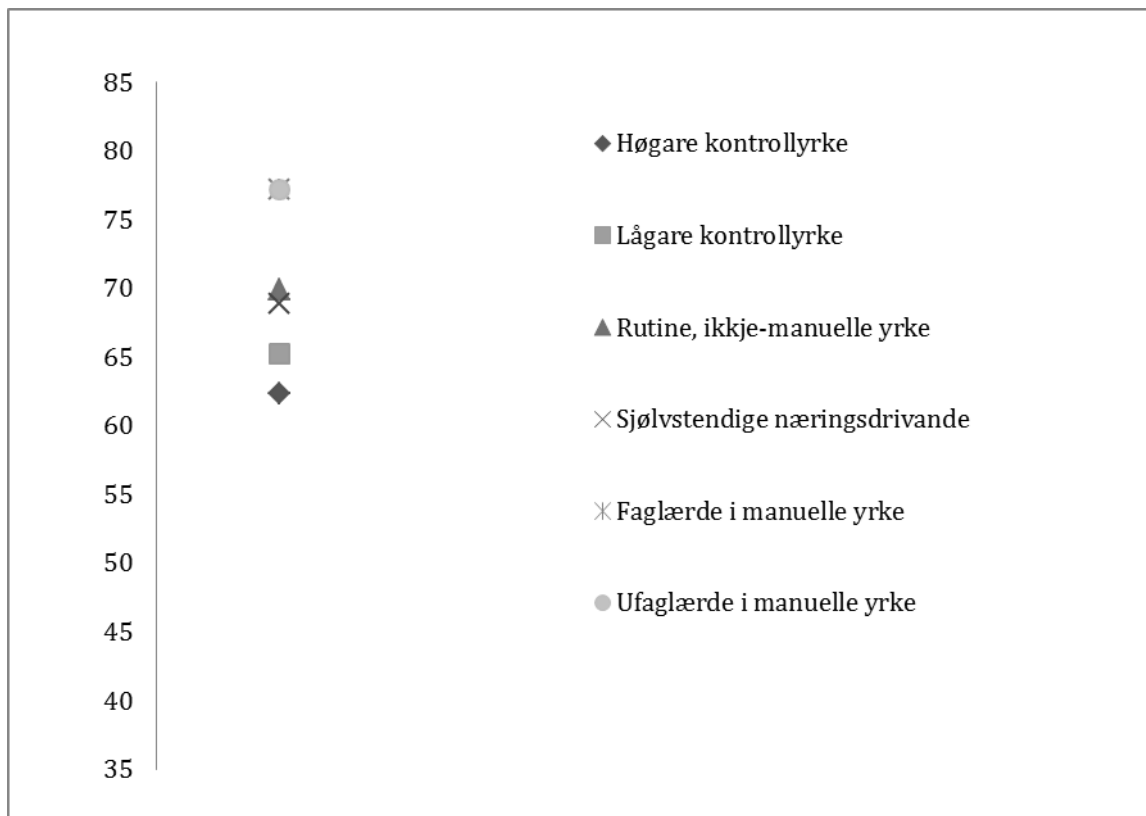 85
80
75
70
65
60
55
50
45
40
35
Høgare kontrollyrke
Lågare kontrollyrke
Rutine, ikkje-manuelle yrke
Sjølvstendige næringsdrivande
Faglærde i manuelle yrke
Ufaglærde i manuelle yrke